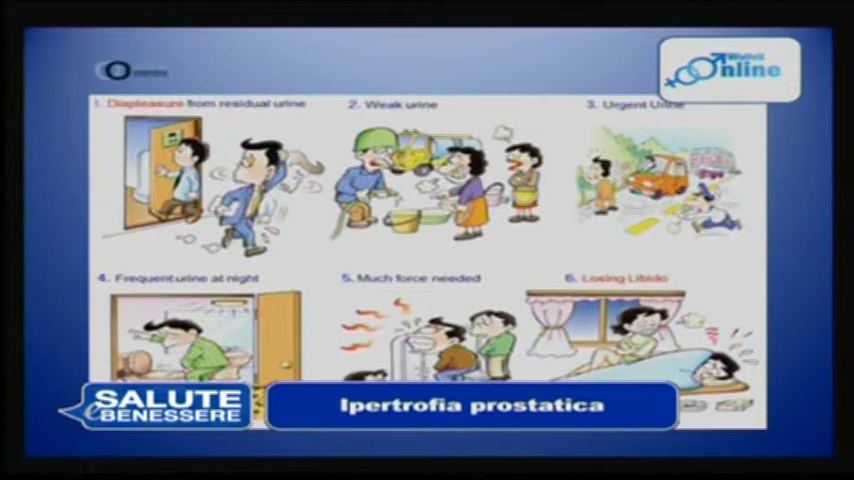 Online
1. Displeasure from residual urine
2. Weak urine
3. Urgent Urine
4. Frequent urine at night
5. Much force needed
6. Losing Libido
SALUTE
e BENESSERE
Ipertrofia prostatica